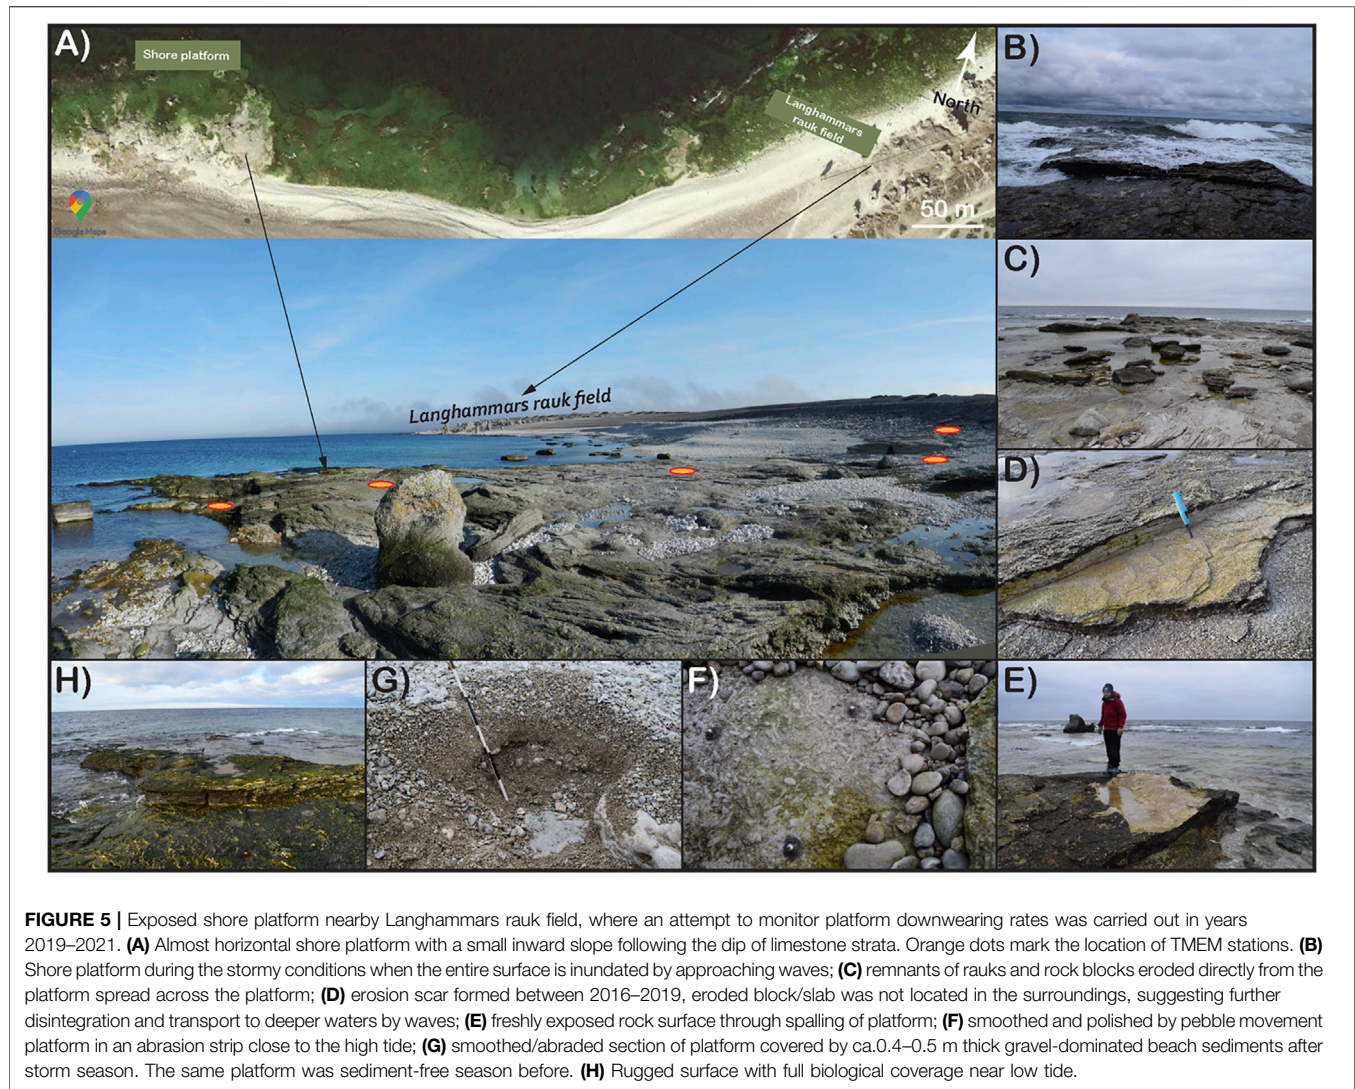 A)
Shore platform
Langhammars
rauk field
North
50 m
Google Maps
Langhammars rauk field
B)
C)
D)
H)
G)
F)
E)
FIGURE 5 | Exposed shore platform nearby Langhammars rauk field, where an attempt to monitor platform downwearing rates was carried out in years
2019–2021. (A) Almost horizontal shore platform with a small inward slope following the dip of limestone strata. Orange dots mark the location of TMEM stations. (B)
Shore platform during the stormy conditions when the entire surface is inundated by approaching waves; (C) remnants of rauks and rock blocks eroded directly from the
platform spread across the platform; (D) erosion scar formed between 2016–2019, eroded block/slab was not located in the surroundings, suggesting further
disintegration and transport to deeper waters by waves; (E) freshly exposed rock surface through spalling of platform; (F) smoothed and polished by pebble movement
platform in an abrasion strip close to the high tide; (G) smoothed/abraded section of platform covered by ca.0.4–0.5 m thick gravel-dominated beach sediments after
storm season. The same platform was sediment-free season before. (H) Rugged surface with full biological coverage near low tide.